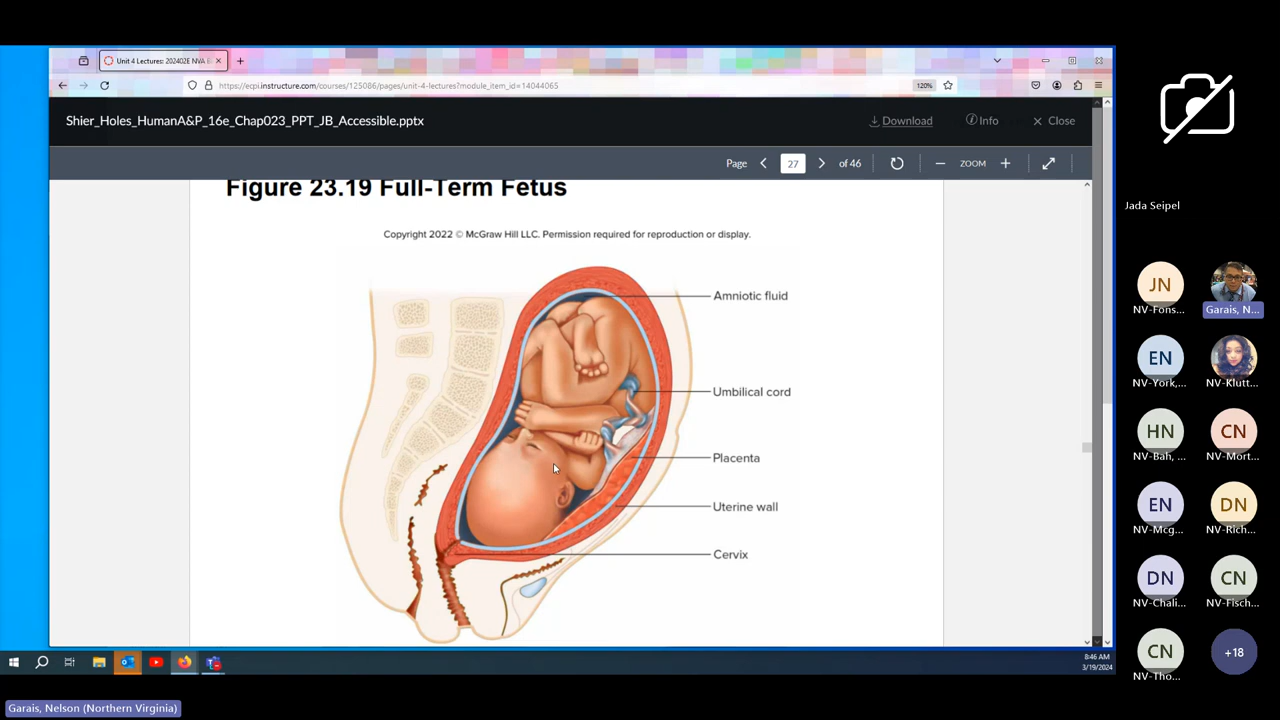 Unit 4 Lectures: 202402E NVA
https://ecpi.instructure.com/courses/125086/pages/unit-4-lectures?module_item_id=14044065
120%
Shier_Holes_HumanA&P_16e_Chap023_PPT_JB_Accessible.pptx
Download
Info
Close
Page
27
of 46
ZOOM
Figure 23.19 Full-Term Fetus
Copyright 2022 © McGraw Hill LLC. Permission required for reproduction or display.
Amniotic fluid
Umbilical cord
Placenta
Uterine wall
Cervix
8:46 AM
3/19/2024
Jada Seipel
JN
NV-Fons...
Garais, N...
EN
NV-York,...
NV-Klutt...
HN
NV-Bah, ...
CN
NV-Mort...
EN
NV-Mcg...
DN
NV-Rich...
DN
NV-Chali...
CN
NV-Fisch...
CN
NV-Tho...
+18
Garais, Nelson (Northern Virginia)